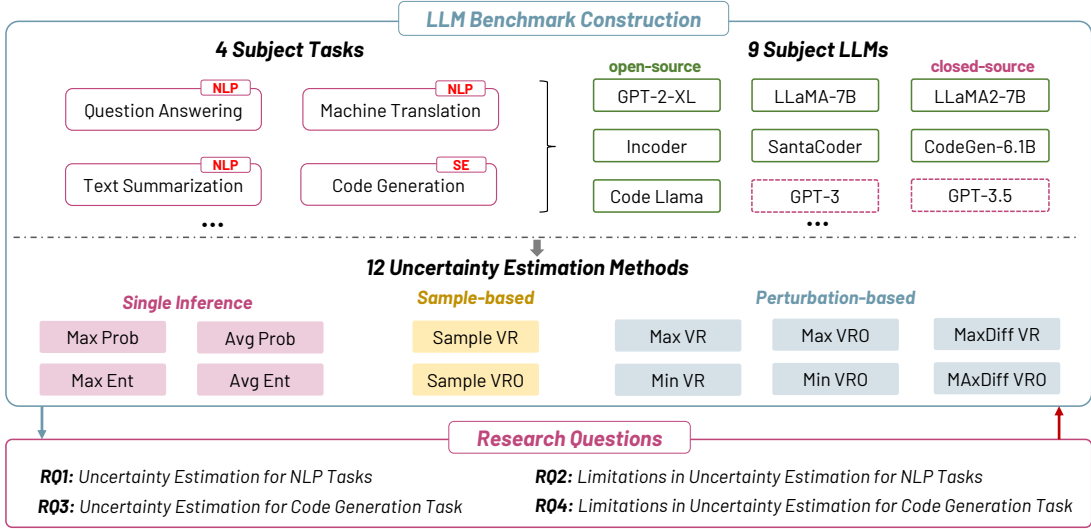 LLM Benchmark Construction
4 Subject Tasks
9 Subject LLMs
open-source
closed-source
NLP
NLP
Question Answering
Machine Translation
GPT-2-XL
LLaMA-7B
LLaMA2-7B
Incoder
SantaCoder
CodeGen-6.1B
NLP
SE
Text Summarization
Code Generation
Code Llama
GPT-3
GPT-3.5
...
...
12 Uncertainty Estimation Methods
Single Inference
Sample-based
Perturbation-based
Max Prob
Avg Prob
Sample VR
Max VR
Max VRO
MaxDiff VR
Max Ent
Avg Ent
Sample VRO
Min VR
Min VRO
MAxDiff VRO
Research Questions
RQ1: Uncertainty Estimation for NLP Tasks
RQ2: Limitations in Uncertainty Estimation for NLP Tasks
RQ3: Uncertainty Estimation for Code Generation Task
RQ4: Limitations in Uncertainty Estimation for Code Generation Task